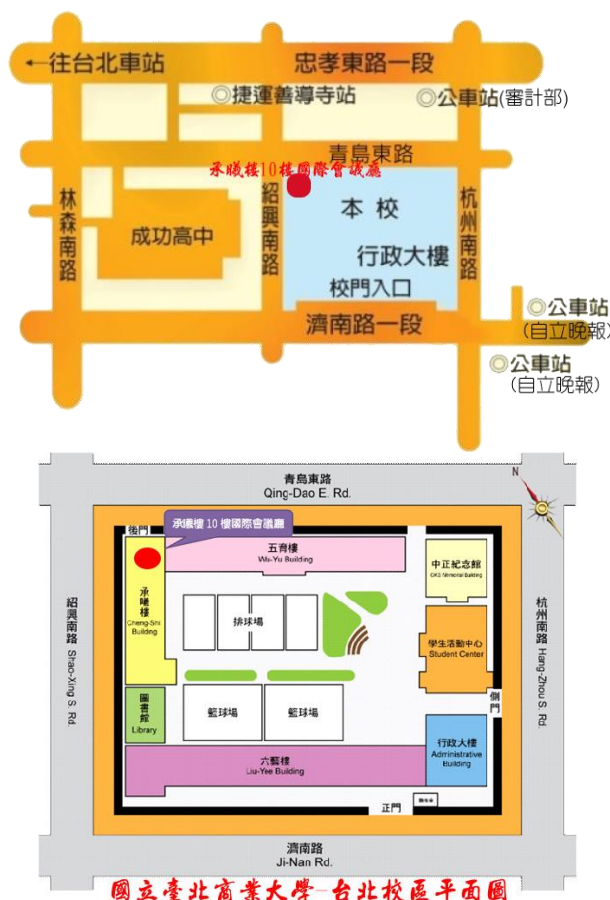 ←往台北車站
忠孝東路一段
◎捷運善導寺站
◎公車站(審計部)
青島東路
承曦樓10樓國際會議廳
林森南路
成功高中
紹興南路
本校
行政大樓
校門入口
杭州南路
濟南路一段
◎公車站
(自立晚報)
◎公車站
(自立晚報)
青島東路
Qing-Dao E. Rd.
N
後門
承曦樓 10 樓國際會議廳
五育樓
Wu-Yu Building
中正紀念館
CKS Memorial Building
承曦樓
Cheng-Shi
Building
排球場
學生活動中心
Student Center
紹興南路 Shao-Xing S. Rd.
杭州南路 Hang-Zhou S. Rd.
圖書館
Library
籃球場
籃球場
側門
行政大樓
Administrative
Building
六藝樓
Liu-Yee Building
正門
濟南路
Ji-Nan Rd.
國立臺北商業大學-台北校區平面圖